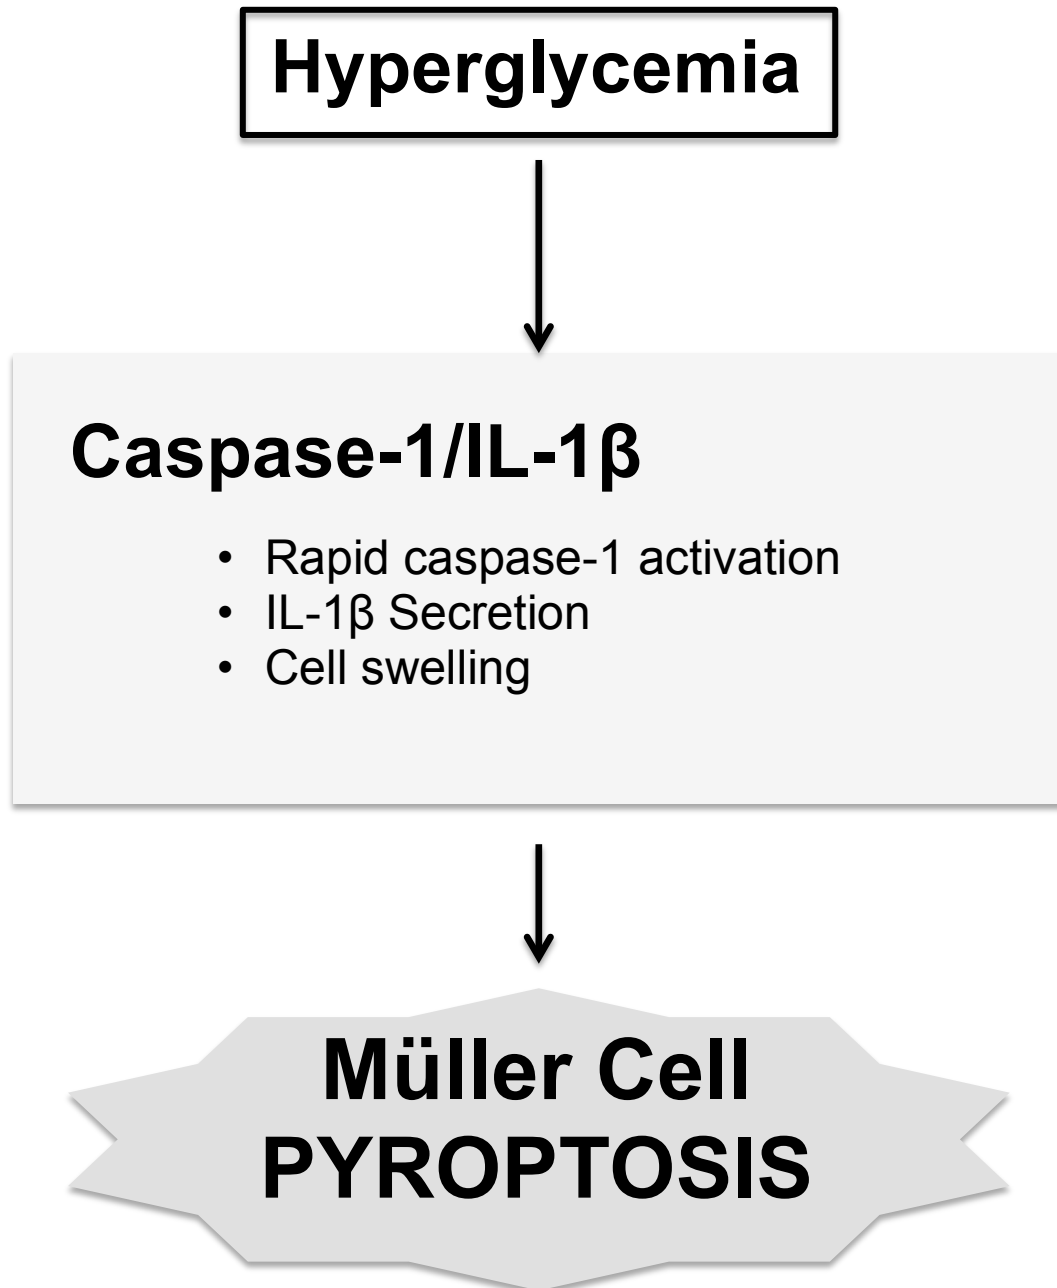 Hyperglycemia
Caspase-1/IL-1β
• Rapid caspase-1 activation
• IL-1β Secretion
• Cell swelling
Müller Cell
PYROPTOSIS